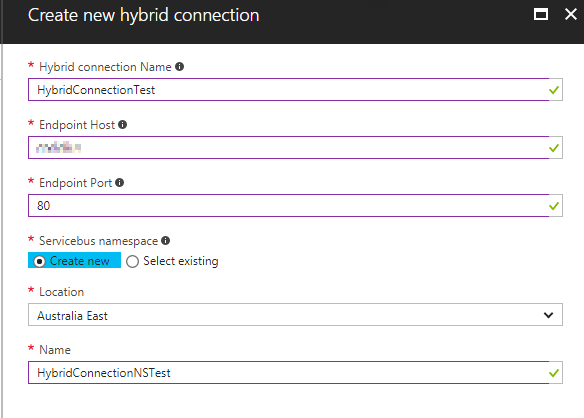 Create new hybrid connection
* Hybrid connection Name
HybridConnectionTest
* Endpoint Host
* Endpoint Port
80
* Servicebus namespace
Create new Select existing
* Location
Australia East
* Name
HybridConnectionNSTest